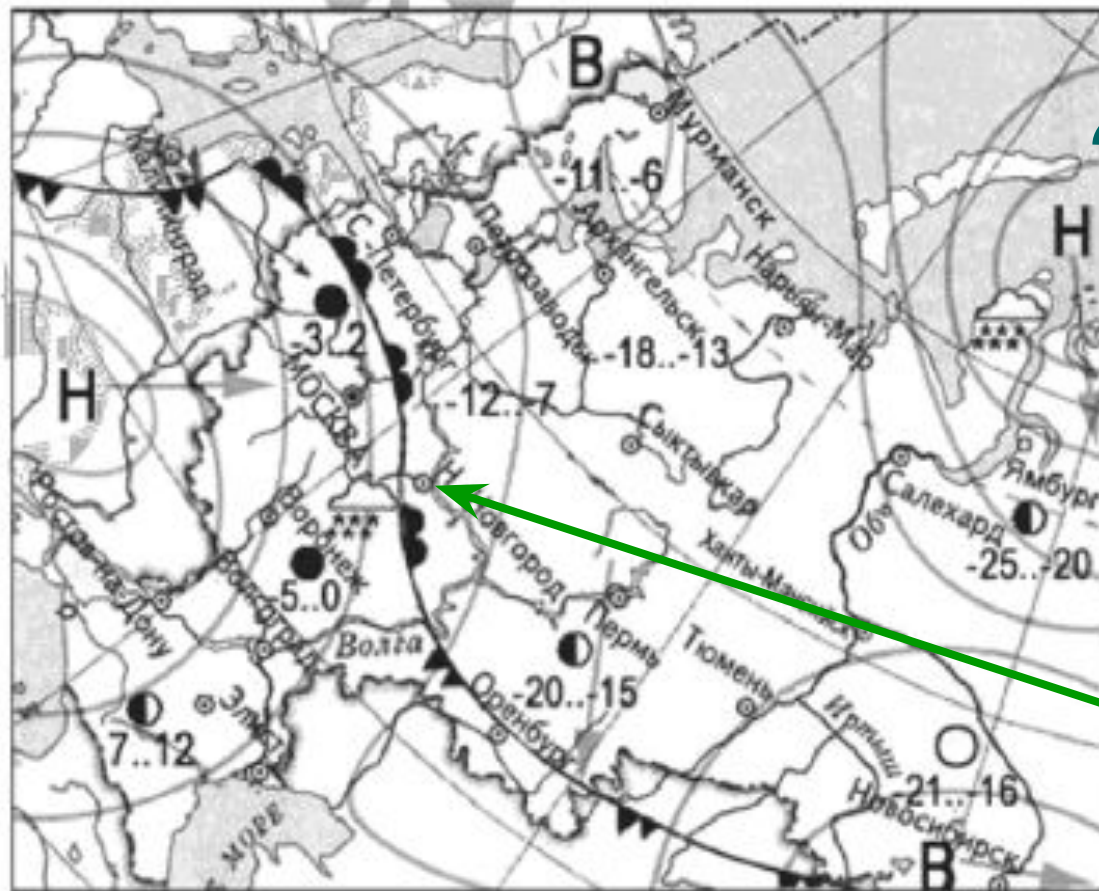 В
Мурманск
-11..-6
Н
Архангельск
Нарьян-Мар
С.-Петербург
Петрозаводск
-3..2
-18..-13
МОСКВА
-12..-7
Н
Сыктывкар
Н. Новгород
Салехард
Ямбург
Обь
-25..-20
Воронеж
Ханты-Мансийск
Ростов-на-Дону
Волгоград
-5..0
Пермь
Тюмень
Волга
Оренбург
-20..-15
Иртыш
Элиста
7..12
-21..-16
Новосибирск
МОРЕ
В